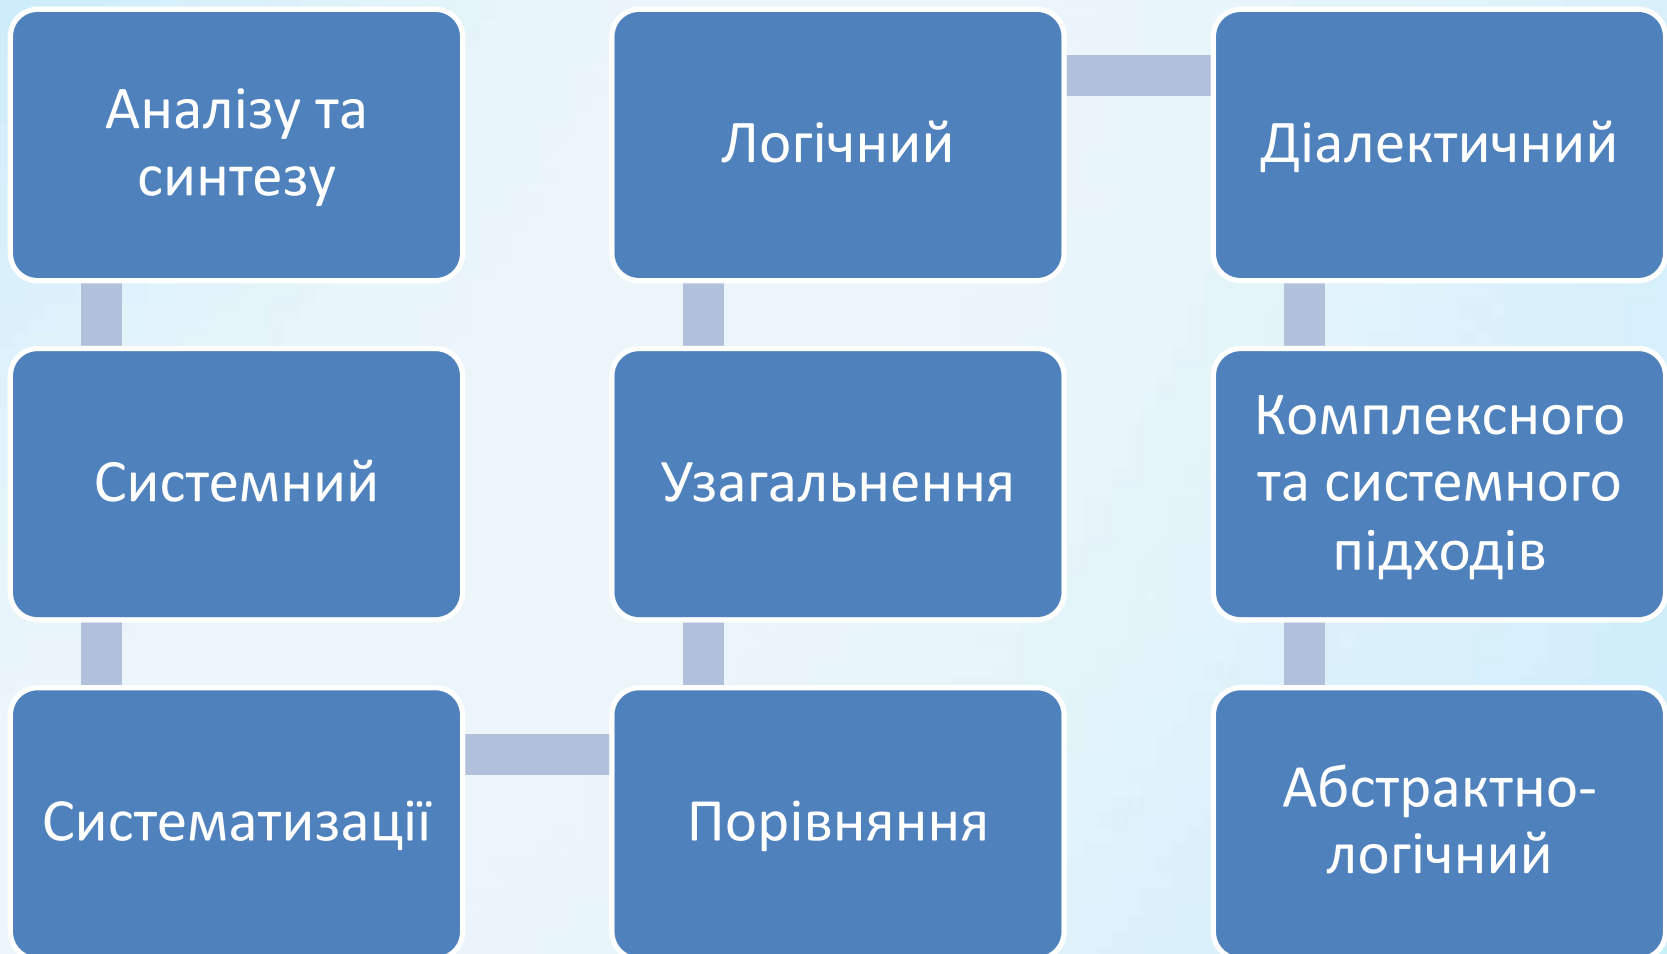 Аналізу та
синтезу
Системний
Систематизації
Порівняння
Узагальнення
Логічний
Діалектичний
Комплексного
та системного
підходів
Абстрактно-
логічний